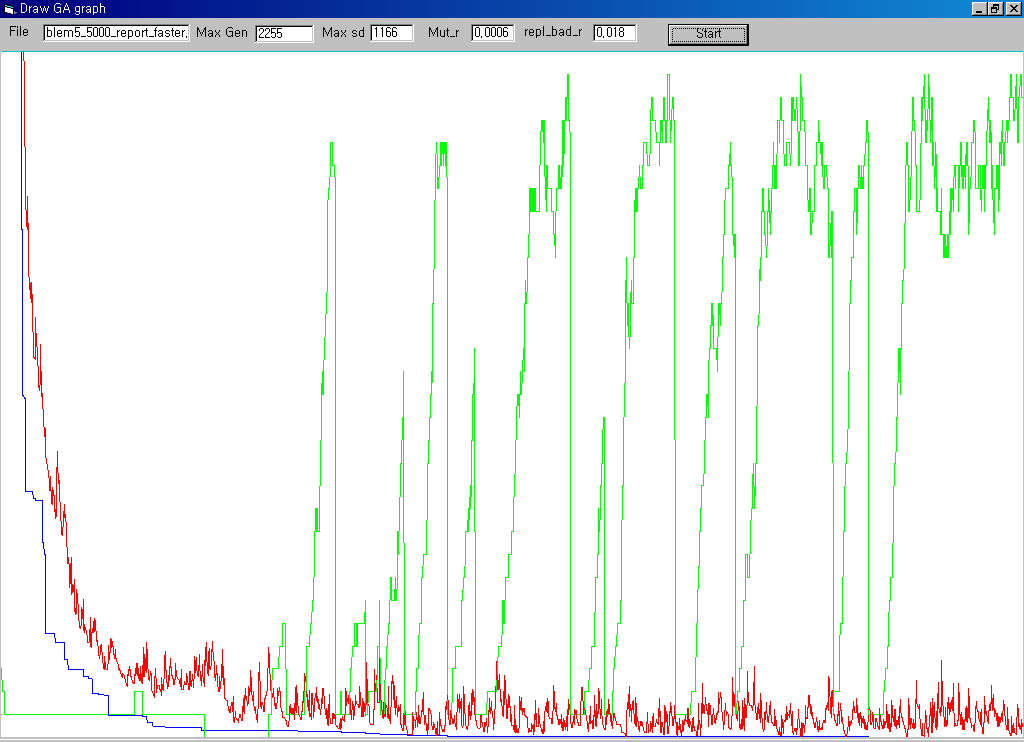 Draw GA graph
File blem5_5000_report_faster, Max Gen 2255 Max sd 1166 Mut_r 0,0006 repl_bad_r 0,018 Start